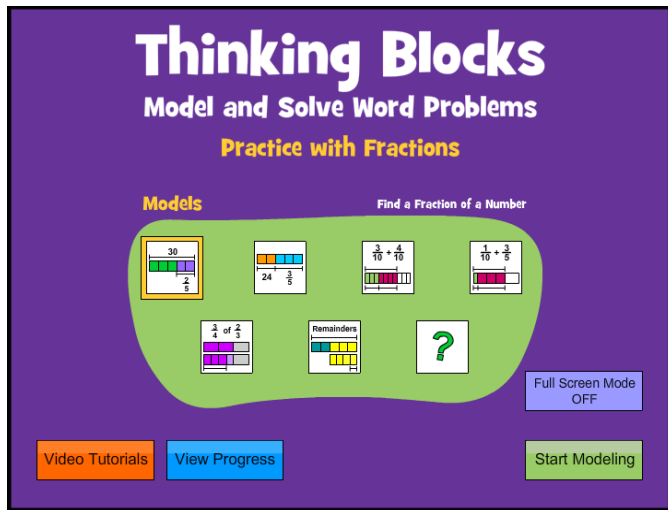 Thinking Blocks
Model and Solve Word Problems
Practice with Fractions
Models
Find a Fraction of a Number
30
2/5
24 3/5
3/10 + 4/10
1/10 + 3/5
3/4 of 2/3
Remainders
?
Full Screen Mode
OFF
Video Tutorials
View Progress
Start Modeling